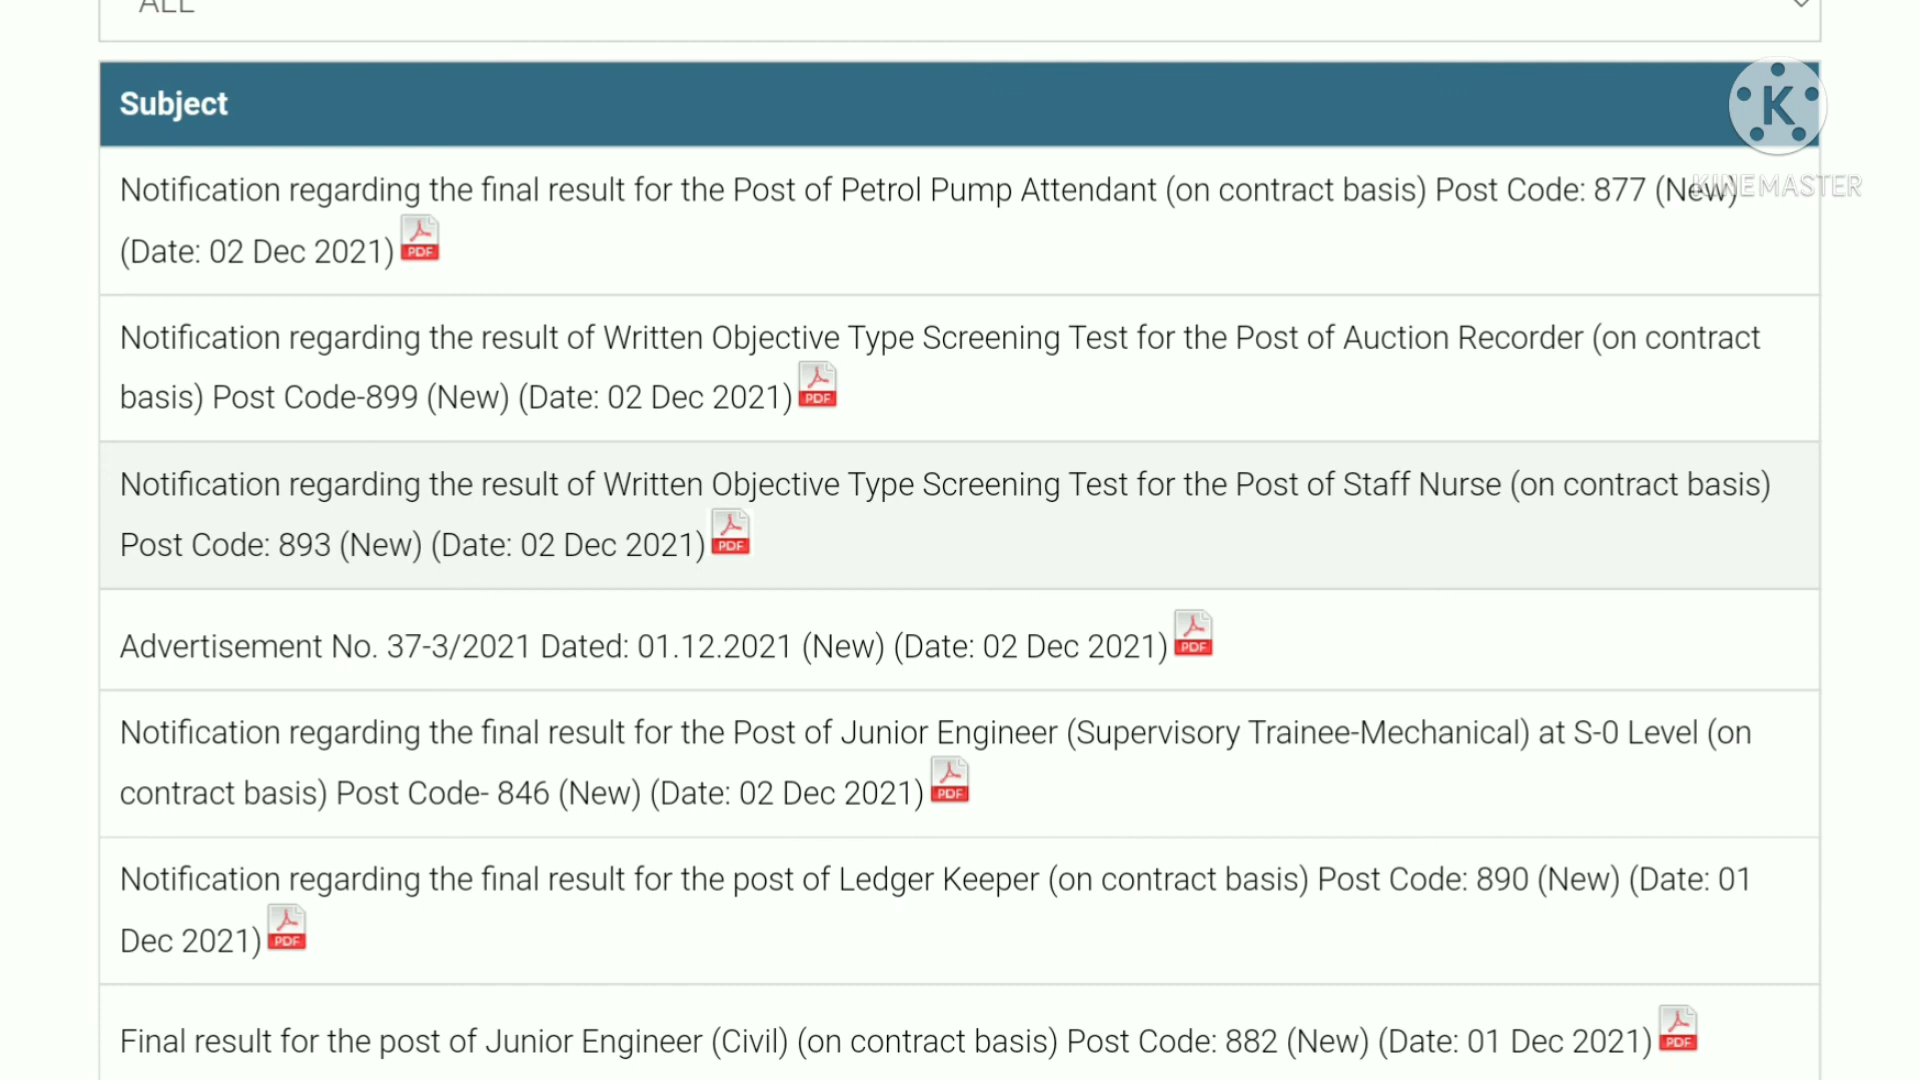 ALL
Subject
K
KINEMASTER
Notification regarding the final result for the Post of Petrol Pump Attendant (on contract basis) Post Code: 877 (New)
(Date: 02 Dec 2021) PDF
Notification regarding the result of Written Objective Type Screening Test for the Post of Auction Recorder (on contract
basis) Post Code-899 (New) (Date: 02 Dec 2021) PDF
Notification regarding the result of Written Objective Type Screening Test for the Post of Staff Nurse (on contract basis)
Post Code: 893 (New) (Date: 02 Dec 2021) PDF
Advertisement No. 37-3/2021 Dated: 01.12.2021 (New) (Date: 02 Dec 2021) PDF
Notification regarding the final result for the Post of Junior Engineer (Supervisory Trainee-Mechanical) at S-0 Level (on
contract basis) Post Code- 846 (New) (Date: 02 Dec 2021) PDF
Notification regarding the final result for the post of Ledger Keeper (on contract basis) Post Code: 890 (New) (Date: 01
Dec 2021) PDF
Final result for the post of Junior Engineer (Civil) (on contract basis) Post Code: 882 (New) (Date: 01 Dec 2021) PDF